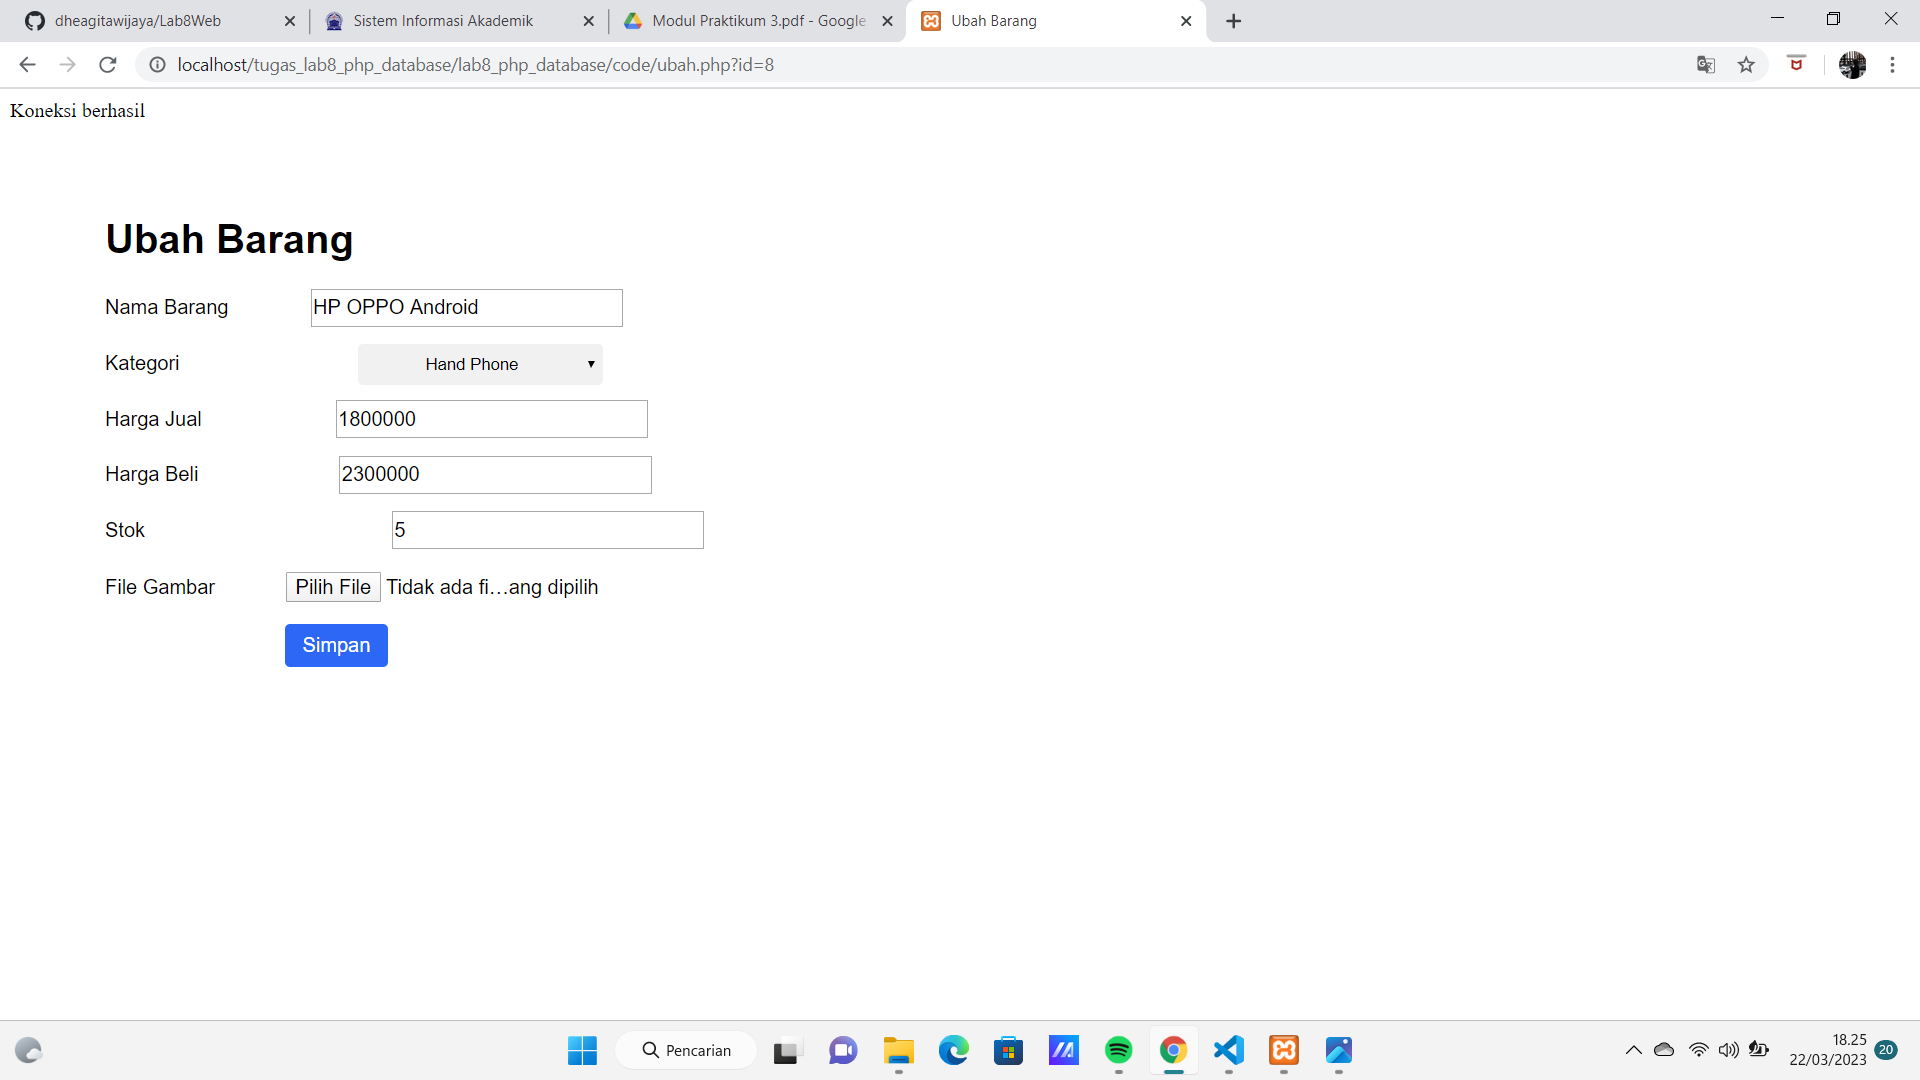 dheagitawijaya/Lab8Web
Sistem Informasi Akademik
Modul Praktikum 3.pdf - Google
Ubah Barang
localhost/tugas_lab8_php_database/lab8_php_database/code/ubah.php?id=8
Koneksi berhasil
Ubah Barang
Nama Barang HP OPPO Android
Kategori Hand Phone
Harga Jual 1800000
Harga Beli 2300000
Stok 5
File Gambar Pilih File Tidak ada fi…ang dipilih
Simpan
Pencarian
18.25
22/03/2023
20